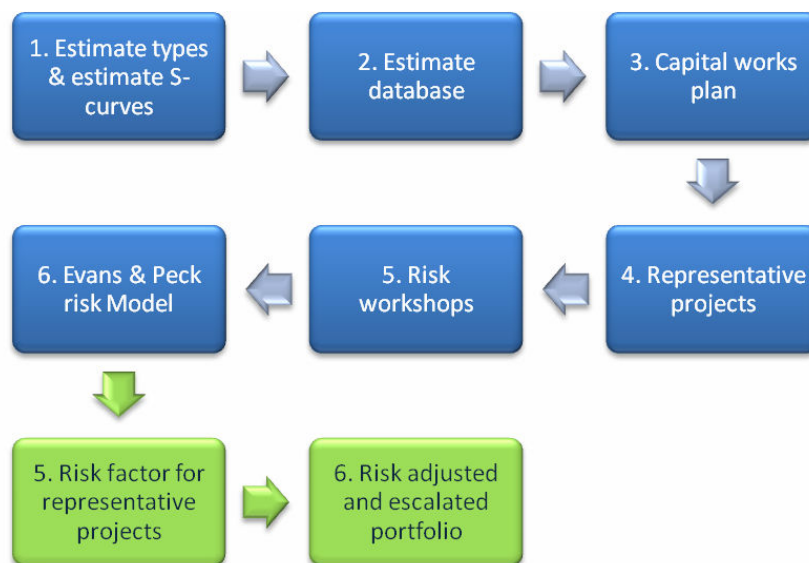 1. Estimate types
& estimate S-
curves
2. Estimate
database
3. Capital works
plan
6. Evans & Peck
risk Model
5. Risk
workshops
4. Representative
projects
5. Risk factor for
representative
projects
6. Risk adjusted
and escalated
portfolio